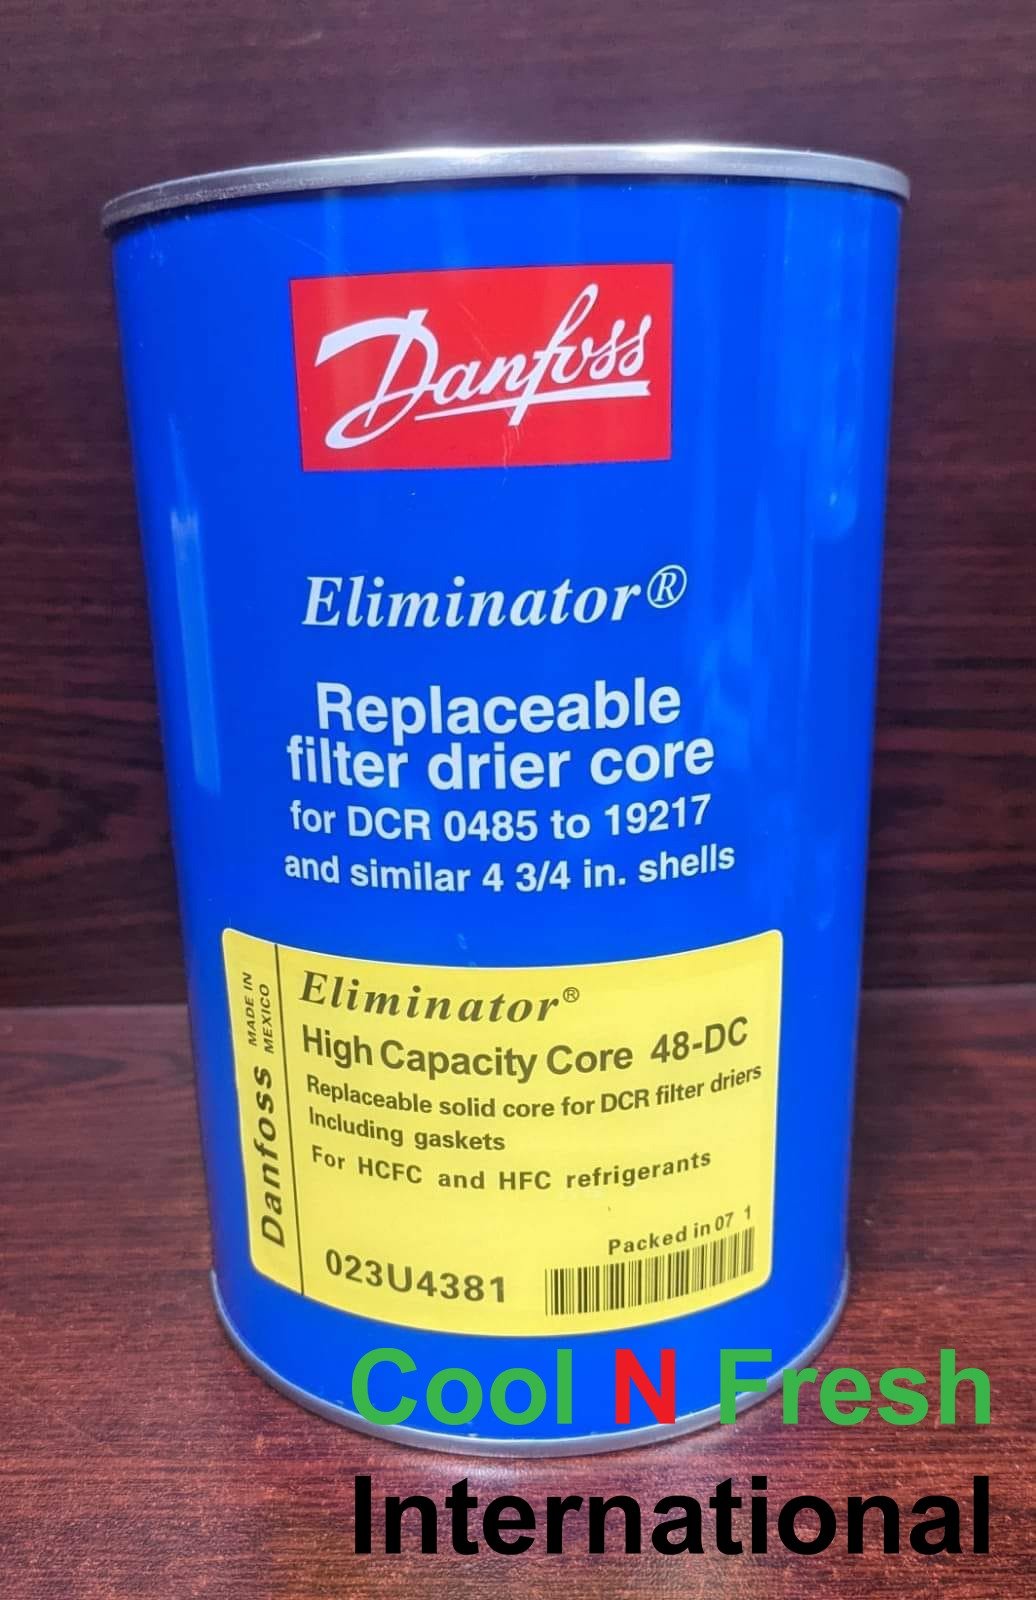 Danfoss
Eliminator®
Replaceable
filter drier core
for DCR 0485 to 19217
and similar 4 3/4 in. shells
MADE IN
MEXICO
Danfoss
Eliminator®
High Capacity Core 48-DC
Replaceable solid core for DCR filter driers
Including gaskets
For HCFC and HFC refrigerants
Packed in 07 1
023U4381
Cool N Fresh
International